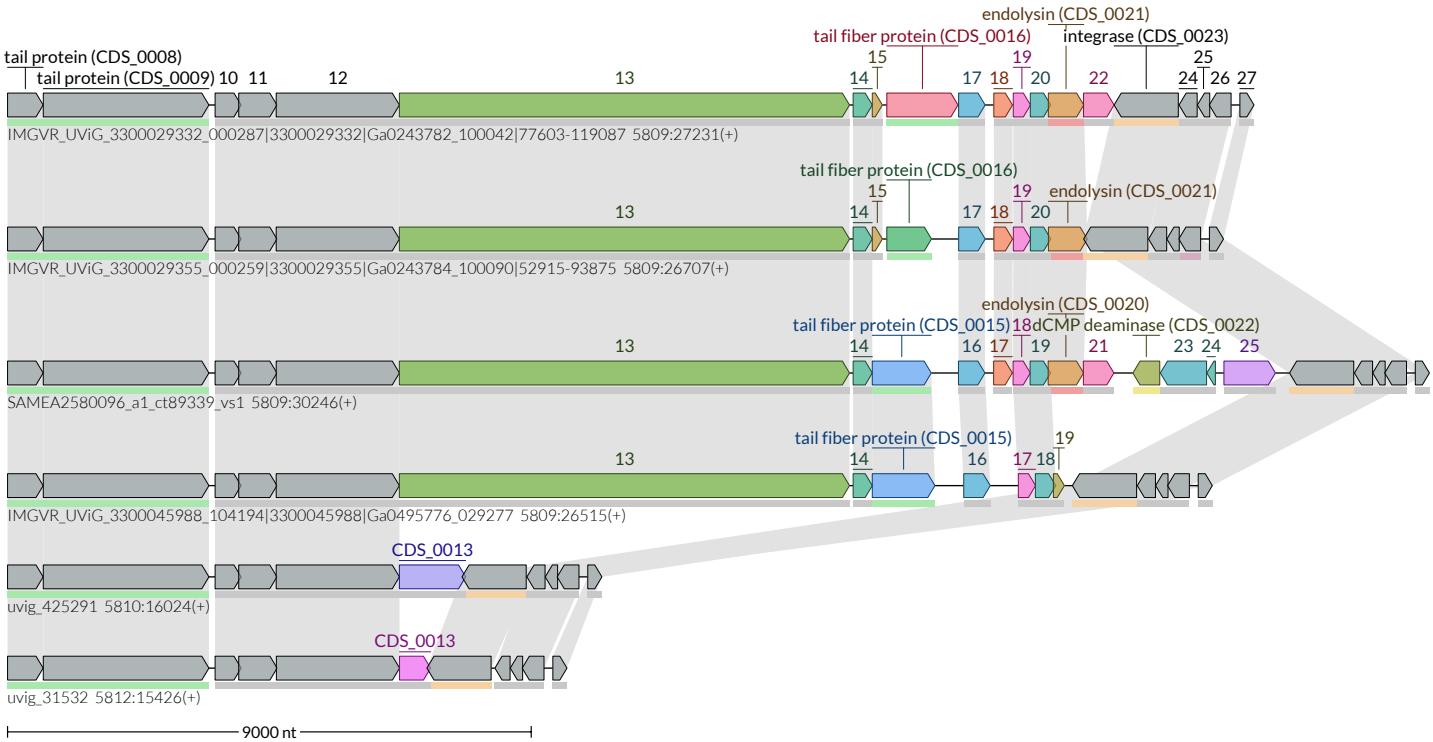 endolysin (CDS_0021)
tail fiber protein (CDS_0016) integrase (CDS_0023)
tail protein (CDS_0008) 15 19 25
tail protein (CDS_0009) 10 11 12 13 14 17 18 20 22 24 26 27
IMGVR_UViG_3300029332_000287|3300029332|Ga0243782_100042|77603-119087 5809:27231(+)
tail fiber protein (CDS_0016)
15 19 endolysin (CDS_0021)
13 14 17 18 20
IMGVR_UViG_3300029355_000259|3300029355|Ga0243784_100090|52915-93875 5809:26707(+)
endolysin (CDS_0020)
tail fiber protein (CDS_0015) 18 dCMP deaminase (CDS_0022)
13 14 16 17 19 21 23 24 25
SAMEA2580096_a1_ct89339_vs1 5809:30246(+)
tail fiber protein (CDS_0015) 19
13 14 16 17 18
IMGVR_UViG_3300045988_104194|3300045988|Ga0495776_029277 5809:26515(+)
CDS_0013
uvig_425291 5810:16024(+)
CDS_0013
uvig_31532 5812:15426(+)
9000 nt